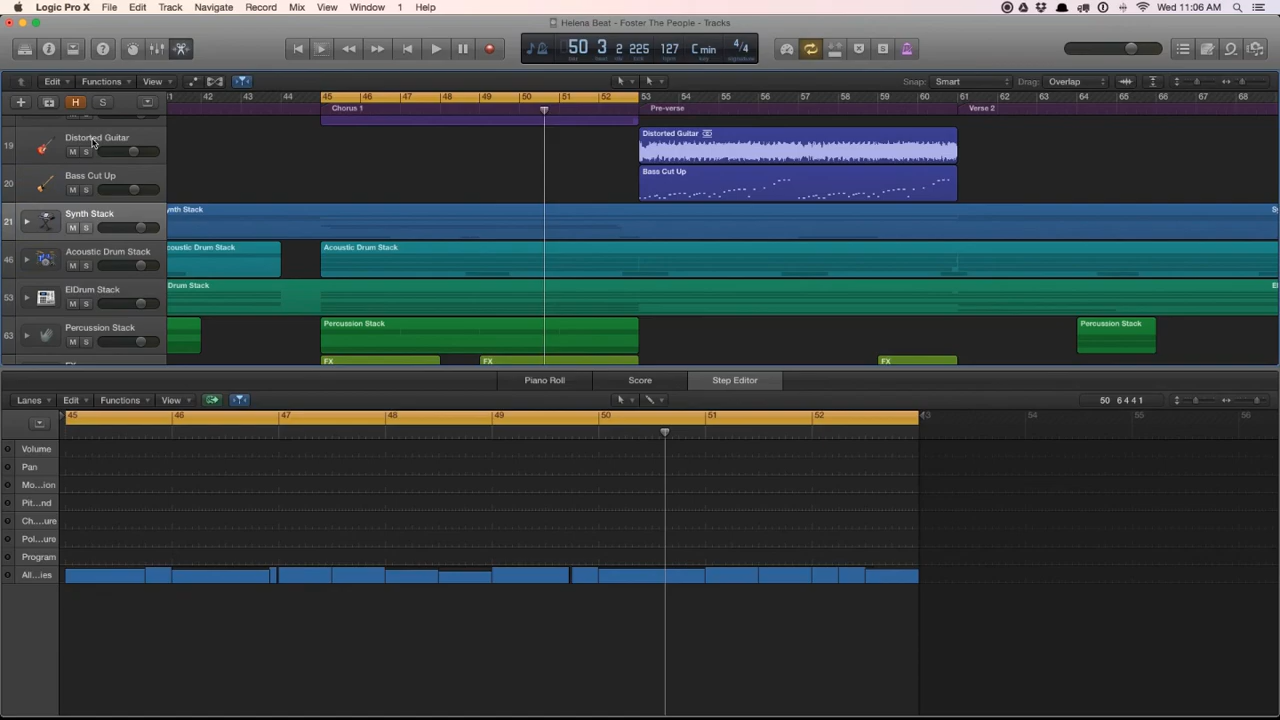 Logic Pro X File Edit Track Navigate Record Mix View Window 1 Help Wed 11:06 AM
Helena Beat - Foster The People - Tracks
50 3 2 225 127 C min 4/4
bar beat signature
Edit Functions View Snap: Smart Drag: Overlap
H S 42 43 44 45 46 47 48 49 50 51 52 53 54 55 56 57 58 59 60 61 62 63 64 65 66 67 68
Chorus 1 Pre-verse Verse 2
19 Distorted Guitar M S Distorted Guitar
20 Bass Cut Up M S Bass Cut Up
21 Synth Stack M S ynth Stack S
46 Acoustic Drum Stack M S coustic Drum Stack Acoustic Drum Stack
53 ElDrum Stack M S Drum Stack El
63 Percussion Stack M S Percussion Stack Percussion Stack
FX FX FX
Piano Roll Score Step Editor
Lanes Edit Functions View 50 6 4 4 1
45 46 47 48 49 50 51 52 53 54 55 56
Volume
Pan
Mo...ion
Pit...nd
Ch....ure
Pol...ure
Program
All...ies